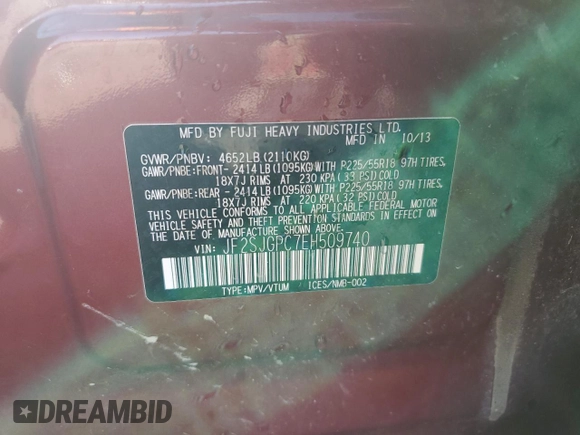 MFD BY FUJI HEAVY INDUSTRIES LTD.
MFD IN 10/13
GVWR/PNBV: 4652LB(2110KG)
GAWR/PNBE:FRONT- 2414LB(1095KG)WITH P225/55R18 97H TIRES,
18X7J RIMS AT 230 KPA(33 PSI)COLD
GAWR/PNBE:REAR - 2414LB(1095KG)WITH P225/55R18 97H TIRES,
18X7J RIMS AT 220 KPA(32 PSI)COLD
THIS VEHICLE CONFORMS TO ALL APPLICABLE FEDERAL MOTOR
VEHICLE SAFETY AND THEFT PREVENTION STANDARDS IN EFFECT ON
THE DATE OF MANUFACTURE SHOWN ABOVE.
VIN: JF2SJGPC7EH509740
TYPE:MPV/VTUM ICES/NMB-002
DREAMBID